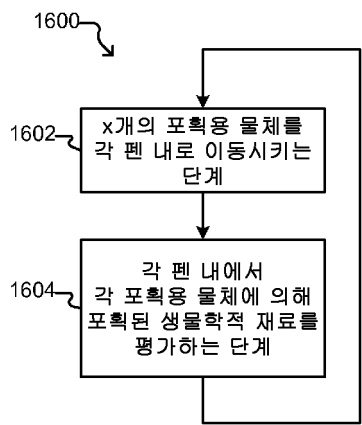 1600
1602
x개의 포획용 물체를
각 펜 내로 이동시키는
단계
1604
각 펜 내에서
각 포획용 물체에 의해
포획된 생물학적 재료를
평가하는 단계